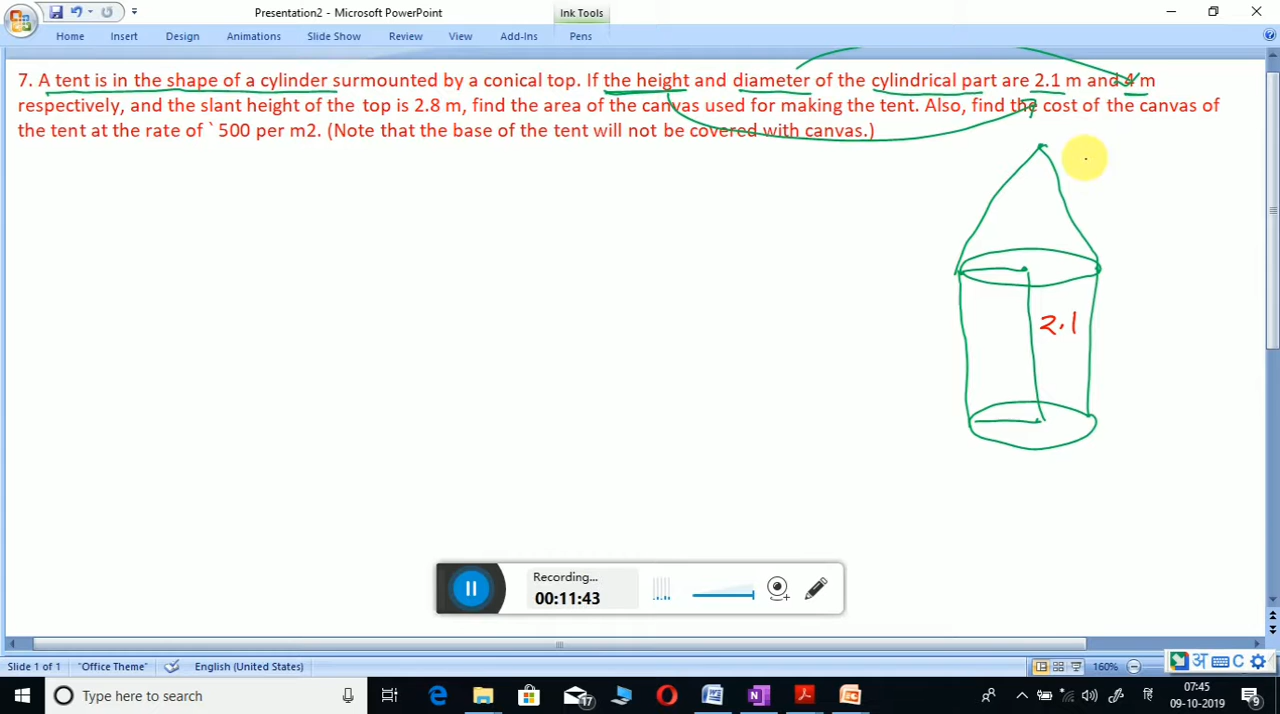 Presentation2 - Microsoft PowerPoint
Ink Tools
Home Insert Design Animations Slide Show Review View Add-Ins Pens
7. A tent is in the shape of a cylinder surmounted by a conical top. If the height and diameter of the cylindrical part are 2.1 m and 4 m
respectively, and the slant height of the top is 2.8 m, find the area of the canvas used for making the tent. Also, find the cost of the canvas of
the tent at the rate of ` 500 per m2. (Note that the base of the tent will not be covered with canvas.)
2.1
Recording...
00:11:43
Slide 1 of 1 "Office Theme" English (United States) 160%
अ C
Type here to search
17
हिं
07:45
09-10-2019
9